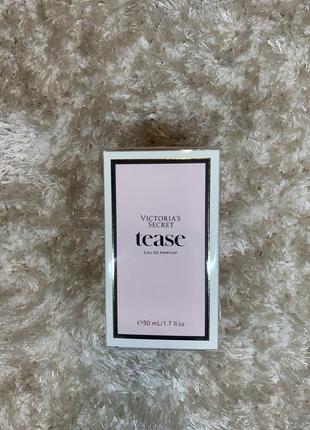 VICTORIA'S
SECRET
tease
EAU DE PARFUM
℮50 mL/1.7 fl oz